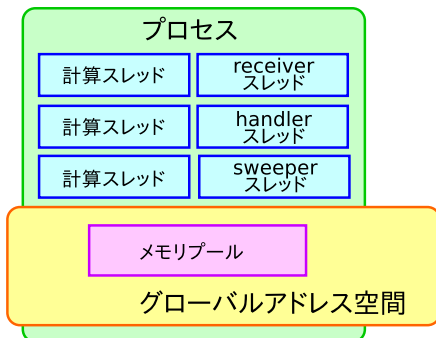 プロセス
計算スレッド
receiver
スレッド
計算スレッド
handler
スレッド
計算スレッド
sweeper
スレッド
メモリプール
グローバルアドレス空間